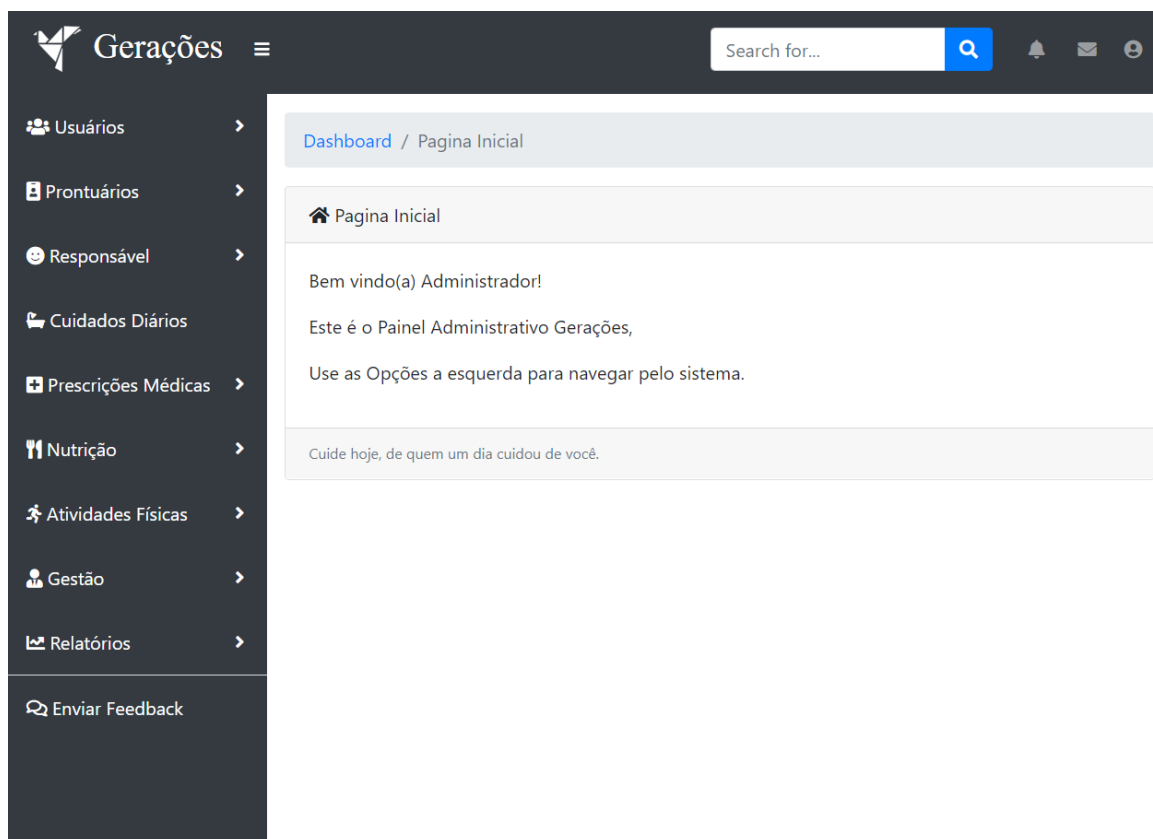 Gerações
Search for...
Usuários
Prontuários
Responsável
Cuidados Diários
Prescrições Médicas
Nutrição
Atividades Físicas
Gestão
Relatórios
Enviar Feedback
Dashboard / Pagina Inicial
Pagina Inicial
Bem vindo(a) Administrador!
Este é o Painel Administrativo Gerações,
Use as Opções a esquerda para navegar pelo sistema.
Cuide hoje, de quem um dia cuidou de você.